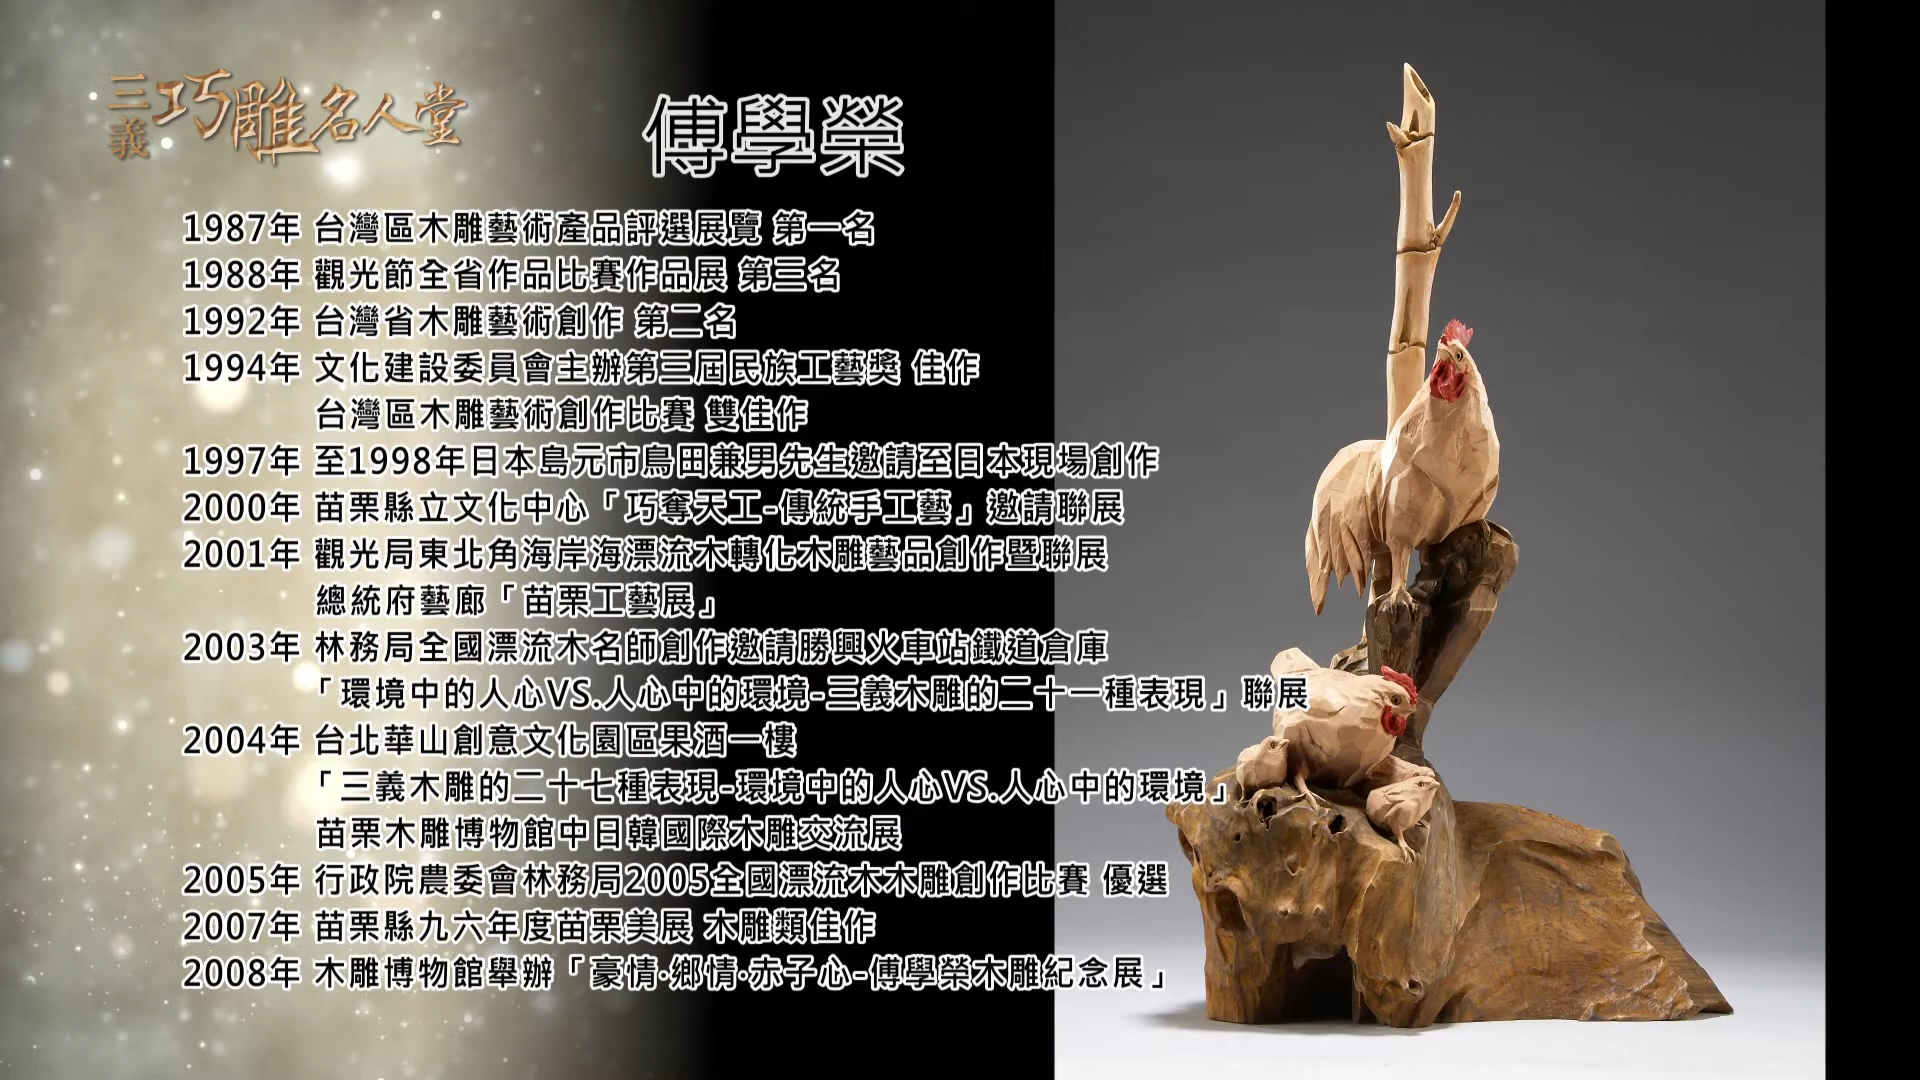 三義巧雕名人堂
傅學榮
1987年 台灣區木雕藝術產品評選展覽 第一名
1988年 觀光節全省作品比賽作品展 第三名
1992年 台灣省木雕藝術創作 第二名
1994年 文化建設委員會主辦第三屆民族工藝獎 佳作
台灣區木雕藝術創作比賽 雙佳作
1997年 至1998年日本島元市鳥田兼男先生邀請至日本現場創作
2000年 苗栗縣立文化中心「巧奪天工-傳統手工藝」邀請聯展
2001年 觀光局東北角海岸海漂流木轉化木雕藝品創作暨聯展
總統府藝廊「苗栗工藝展」
2003年 林務局全國漂流木名師創作邀請勝興火車站鐵道倉庫
「環境中的人心VS.人心中的環境-三義木雕的二十一種表現」聯展
2004年 台北華山創意文化園區果酒一樓
「三義木雕的二十七種表現-環境中的人心VS.人心中的環境」
苗栗木雕博物館中日韓國際木雕交流展
2005年 行政院農委會林務局2005全國漂流木木雕創作比賽 優選
2007年 苗栗縣九六年度苗栗美展 木雕類佳作
2008年 木雕博物館舉辦「豪情·鄉情·赤子心-傅學榮木雕紀念展」